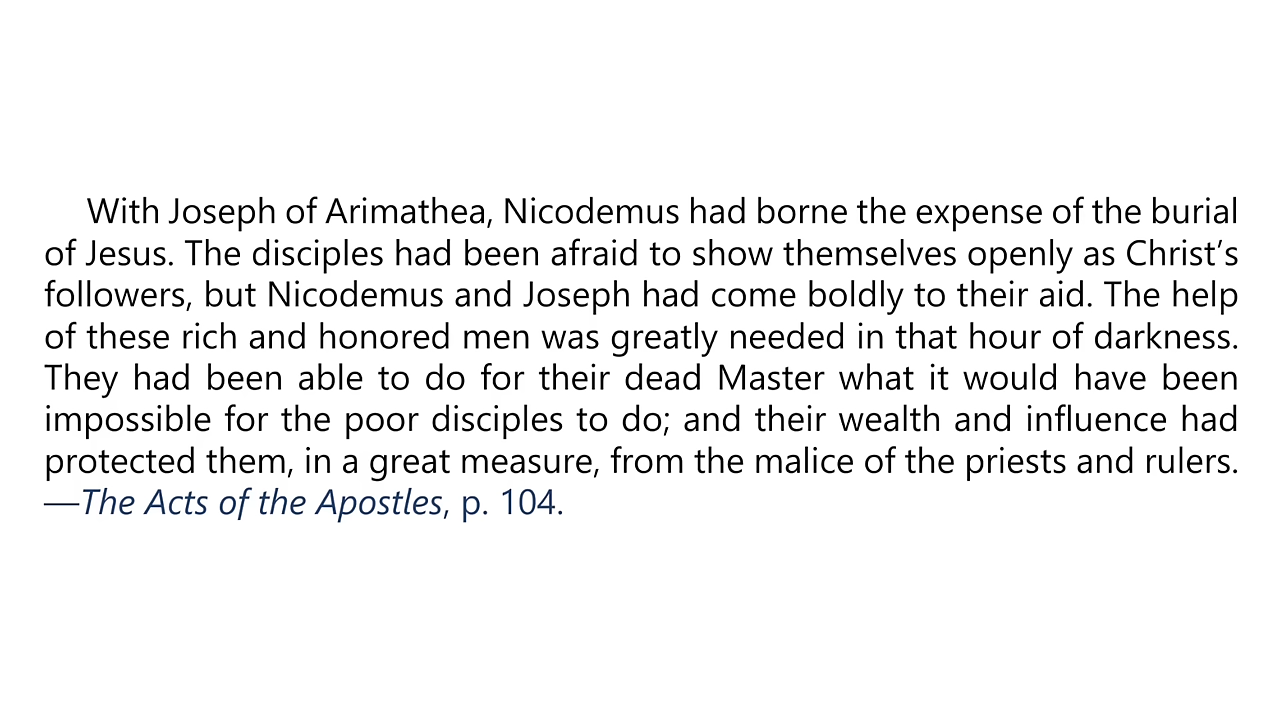 With Joseph of Arimathea, Nicodemus had borne the expense of the burial
of Jesus. The disciples had been afraid to show themselves openly as Christ’s
followers, but Nicodemus and Joseph had come boldly to their aid. The help
of these rich and honored men was greatly needed in that hour of darkness.
They had been able to do for their dead Master what it would have been
impossible for the poor disciples to do; and their wealth and influence had
protected them, in a great measure, from the malice of the priests and rulers.
—The Acts of the Apostles, p. 104.